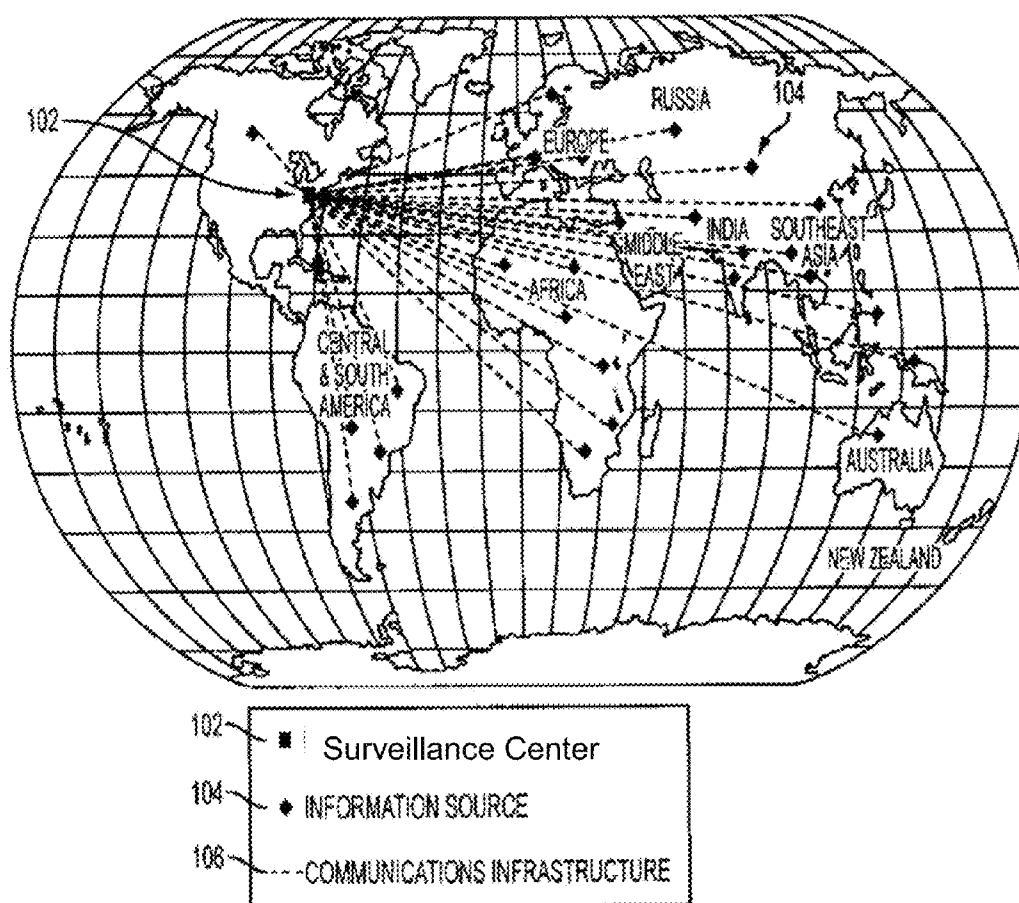 102
104
RUSSIA
EUROPE
INDIA
SOUTHEAST
ASIA
MIDDLE
EAST
AFRICA
CENTRAL
& SOUTH
AMERICA
AUSTRALIA
NEW ZEALAND
102
Surveillance Center
104
INFORMATION SOURCE
106
COMMUNICATIONS INFRASTRUCTURE